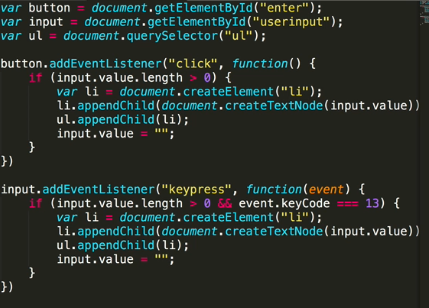 var button = document.getElementById("enter");
var input = document.getElementById("userinput");
var ul = document.querySelector("ul");
button.addEventListener("click", function() {
if (input.value.length > 0) {
var li = document.createElement("li");
li.appendChild(document.createTextNode(input.value))
ul.appendChild(li);
input.value = "";
}
})
input.addEventListener("keypress", function(event) {
if (input.value.length > 0 && event.keyCode === 13) {
var li = document.createElement("li");
li.appendChild(document.createTextNode(input.value))
ul.appendChild(li);
input.value = "";
}
})